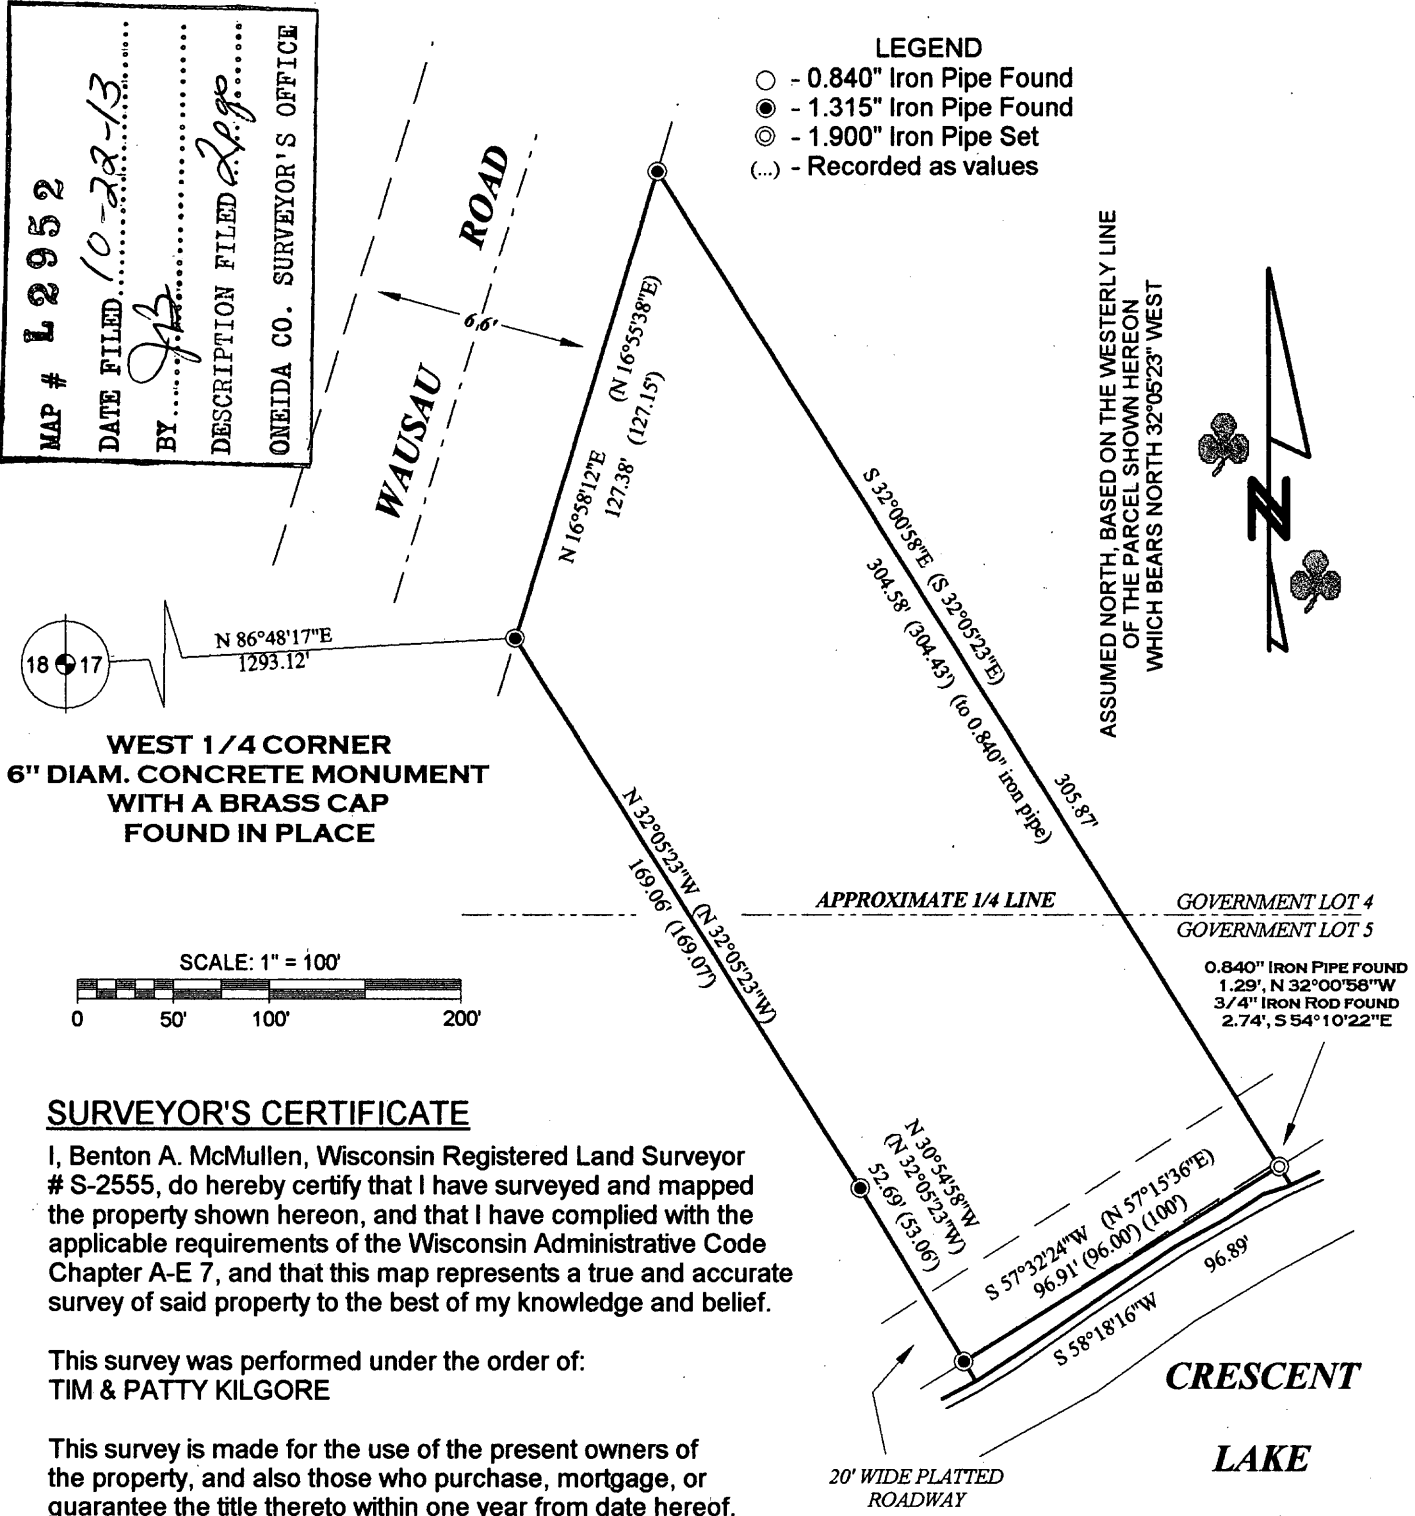 MAP # L2952
DATE FILED 10-22-13
BY
DESCRIPTION FILED 2pgs
ONEIDA CO. SURVEYOR'S OFFICE
LEGEND
- 0.840" Iron Pipe Found
- 1.315" Iron Pipe Found
- 1.900" Iron Pipe Set
(...) - Recorded as values
WAUSAU ROAD
66'
N 16°58'12"E (N 16°55'38"E)
127.38' (127.15')
ASSUMED NORTH, BASED ON THE WESTERLY LINE
OF THE PARCEL SHOWN HEREON
WHICH BEARS NORTH 32°05'23" WEST
N
S 32°00'58"E (S 32°05'23"E)
304.58' (304.43') (to 0.840" iron pipe)
305.87'
18 17
N 86°48'17"E
1293.12'
WEST 1/4 CORNER
6" DIAM. CONCRETE MONUMENT
WITH A BRASS CAP
FOUND IN PLACE
N 32°05'23"W (N 32°05'23"W)
169.06' (169.07')
APPROXIMATE 1/4 LINE
GOVERNMENT LOT 4
GOVERNMENT LOT 5
0.840" IRON PIPE FOUND
1.29', N 32°00'58"W
3/4" IRON ROD FOUND
2.74', S 54°10'22"E
SCALE: 1" = 100'
0 50' 100' 200'
N 30°54'58"W
(N 32°05'23"W)
52.69' (53.06')
S 57°32'24"W (N 57°15'36"E)
96.91' (96.00') (100')
S 58°18'16"W
96.89'
CRESCENT
LAKE
20' WIDE PLATTED
ROADWAY
SURVEYOR'S CERTIFICATE
I, Benton A. McMullen, Wisconsin Registered Land Surveyor
# S-2555, do hereby certify that I have surveyed and mapped
the property shown hereon, and that I have complied with the
applicable requirements of the Wisconsin Administrative Code
Chapter A-E 7, and that this map represents a true and accurate
survey of said property to the best of my knowledge and belief.
This survey was performed under the order of:
TIM & PATTY KILGORE
This survey is made for the use of the present owners of
the property, and also those who purchase, mortgage, or
guarantee the title thereto within one year from date hereof.